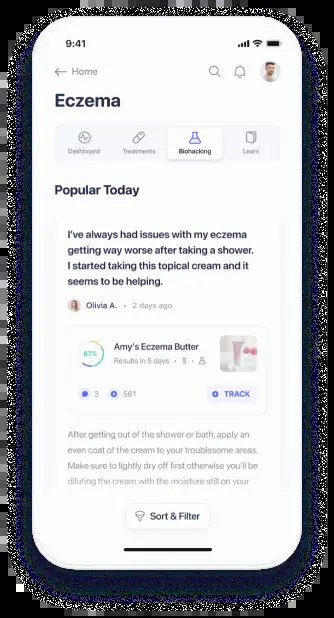 9:41
Home
Eczema
Dashboard
Treatments
Biohacking
Learn
Popular Today
I've always had issues with my eczema
getting way worse after taking a shower.
I started taking this topical cream and it
seems to be helping.
Olivia A. • 2 days ago
87%
Amy's Eczema Butter
Results in 5 days • $ •
3
561
TRACK
After getting out of the shower or bath, apply an
even coat of the cream to your troublesome areas.
Make sure to lightly dry off first otherwise you'll be
diluting the cream with the moisture still on your
Sort & Filter